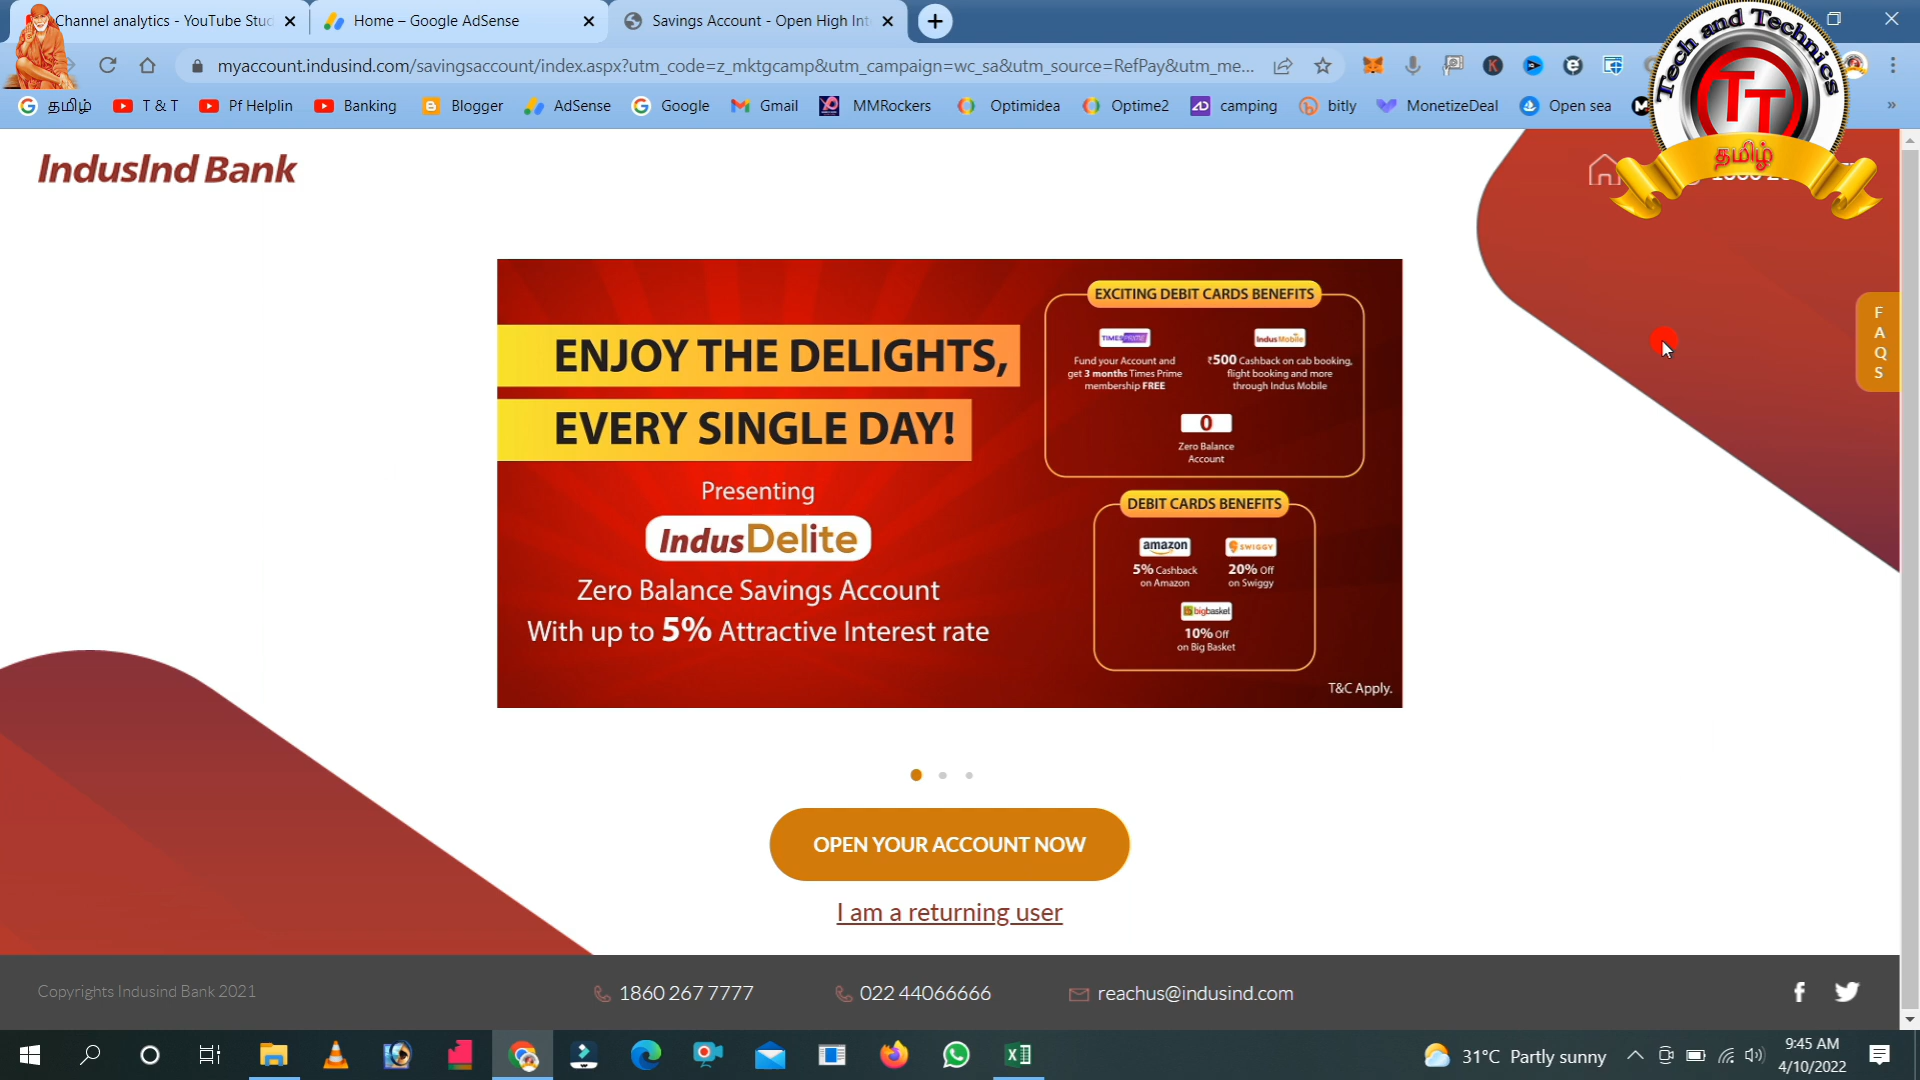 Channel analytics - YouTube Stud
Home – Google AdSense
Savings Account - Open High Int
myaccount.indusind.com/savingsaccount/index.aspx?utm_code=z_mktgcamp&utm_campaign=wc_sa&utm_source=RefPay&utm_me...
தமிழ்
T & T
Pf Helplin
Banking
Blogger
AdSense
Google
Gmail
MMRockers
Optimidea
Optime2
camping
bitly
MonetizeDeal
Open sea
»
Tech and Technics
TT
தமிழ்
IndusInd Bank
FAQS
ENJOY THE DELIGHTS,
EVERY SINGLE DAY!
Presenting
IndusDelite
Zero Balance Savings Account
With up to 5% Attractive Interest rate
EXCITING DEBIT CARDS BENEFITS
TIMES PRIME
Fund your Account and
get 3 months Times Prime
membership FREE
IndusMobile
₹500 Cashback on cab booking,
flight booking and more
through Indus Mobile
0
Zero Balance
Account
DEBIT CARDS BENEFITS
amazon
5% Cashback
on Amazon
SWIGGY
20% Off
on Swiggy
bigbasket
10% Off
on Big Basket
T&C Apply.
OPEN YOUR ACCOUNT NOW
I am a returning user
Copyrights Indusind Bank 2021
1860 267 7777
022 44066666
reachus@indusind.com
31°C Partly sunny
9:45 AM
4/10/2022